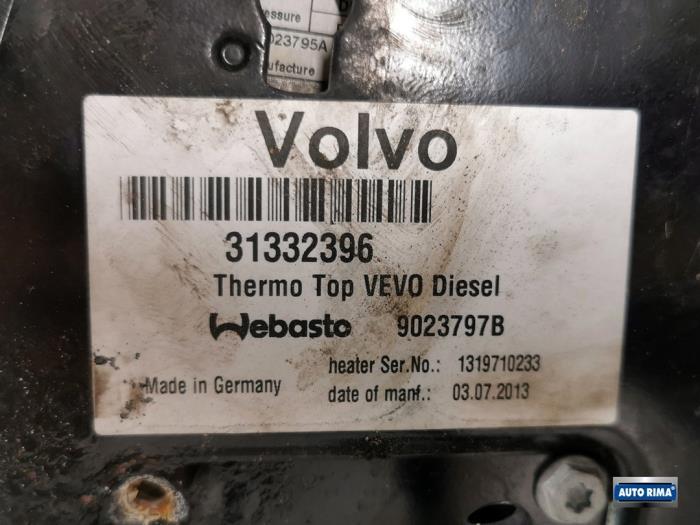 essure
023795A
ufacture
Volvo
31332396
Thermo Top VEVO Diesel
Webasto 9023797B
heater Ser.No.: 1319710233
Made in Germany
date of manf.: 03.07.2013
AUTO RIMA